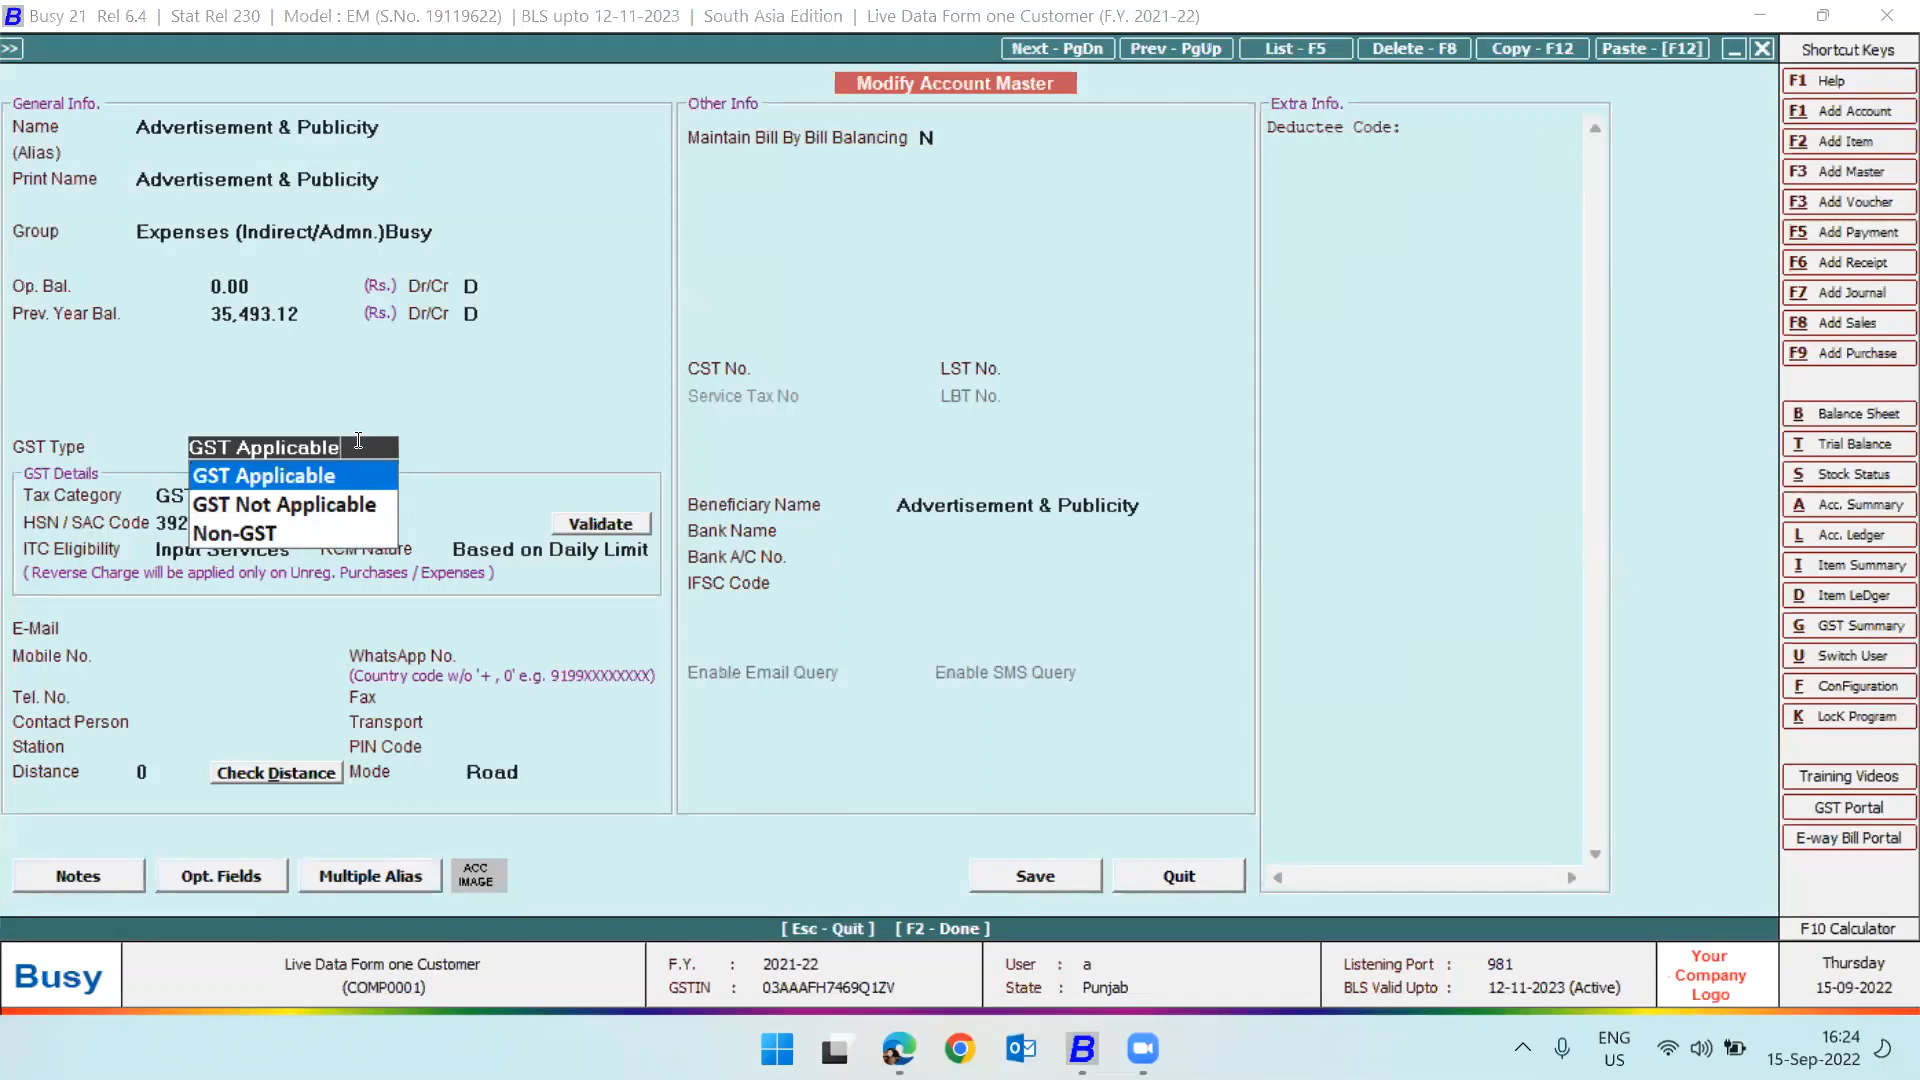 Busy 21 Rel 6.4 | Stat Rel 230 | Model : EM (S.No. 19119622) | BLS upto 12-11-2023 | South Asia Edition | Live Data Form one Customer (F.Y. 2021-22)
>> Next - PgDn Prev - PgUp List - F5 Delete - F8 Copy - F12 Paste - [F12]
Modify Account Master
General Info.
Name Advertisement & Publicity
(Alias)
Print Name Advertisement & Publicity
Group Expenses (Indirect/Admn.)Busy
Op. Bal. 0.00 (Rs.) Dr/Cr D
Prev. Year Bal. 35,493.12 (Rs.) Dr/Cr D
GST Type GST Applicable
GST Applicable
GST Not Applicable
Non-GST
GST Details
Tax Category GS
HSN / SAC Code 392 Validate
ITC Eligibility Input Services RCM Nature Based on Daily Limit
(Reverse Charge will be applied only on Unreg. Purchases / Expenses)
E-Mail
Mobile No. WhatsApp No.
(Country code w/o '+ , 0' e.g. 9199XXXXXXXX)
Tel. No. Fax
Contact Person Transport
Station PIN Code
Distance 0 Check Distance Mode Road
Notes Opt. Fields Multiple Alias ACC IMAGE
Other Info
Maintain Bill By Bill Balancing N
CST No. LST No.
Service Tax No LBT No.
Beneficiary Name Advertisement & Publicity
Bank Name
Bank A/C No.
IFSC Code
Enable Email Query Enable SMS Query
Save Quit
Extra Info.
Deductee Code:
[ Esc - Quit ] [ F2 - Done ]
Shortcut Keys
F1 Help
F1 Add Account
F2 Add Item
F3 Add Master
F3 Add Voucher
F5 Add Payment
F6 Add Receipt
F7 Add Journal
F8 Add Sales
F9 Add Purchase
B Balance Sheet
T Trial Balance
S Stock Status
A Acc. Summary
L Acc. Ledger
I Item Summary
D Item LeDger
G GST Summary
U Switch User
F ConFiguration
K LocK Program
Training Videos
GST Portal
E-way Bill Portal
F10 Calculator
Busy
Live Data Form one Customer
(COMP0001)
F.Y. : 2021-22
GSTIN : 03AAAFH7469Q1ZV
User : a
State : Punjab
Listening Port : 981
BLS Valid Upto : 12-11-2023 (Active)
Your
Company
Logo
Thursday
15-09-2022
ENG
US
16:24
15-Sep-2022